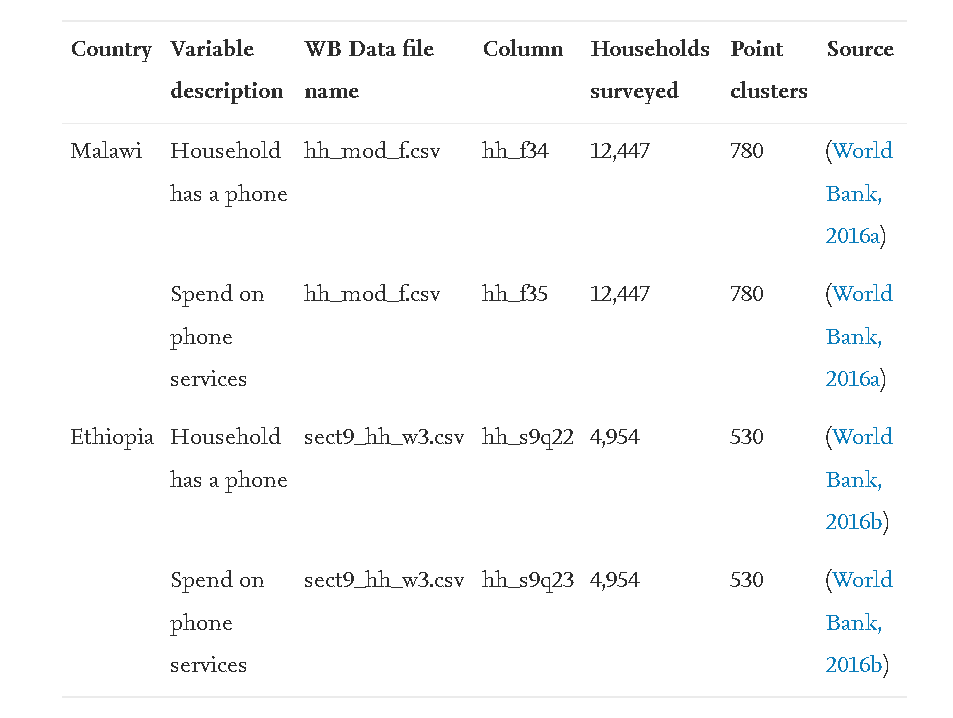 Country Variable description WB Data file name Column Households surveyed Point clusters Source
Malawi Household has a phone hh_mod_f.csv hh_f34 12,447 780 (World Bank, 2016a)
Spend on phone services hh_mod_f.csv hh_f35 12,447 780 (World Bank, 2016a)
Ethiopia Household has a phone sect9_hh_w3.csv hh_s9q22 4,954 530 (World Bank, 2016b)
Spend on phone services sect9_hh_w3.csv hh_s9q23 4,954 530 (World Bank, 2016b)